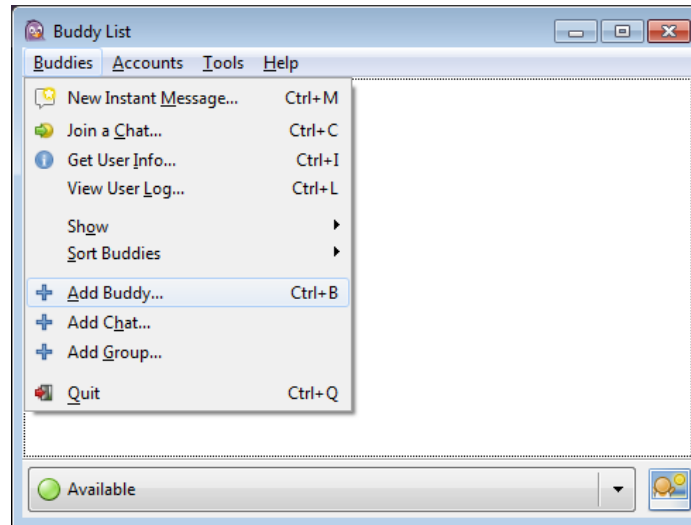 Buddy List
Buddies Accounts Tools Help
New Instant Message... Ctrl+M
Join a Chat... Ctrl+C
Get User Info... Ctrl+I
View User Log... Ctrl+L
Show
Sort Buddies
Add Buddy... Ctrl+B
Add Chat...
Add Group...
Quit Ctrl+Q
Available